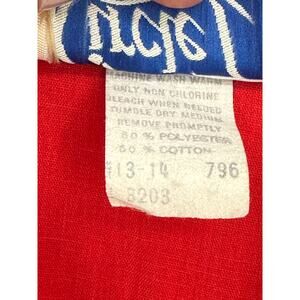 MACHINE WASH WARM
ONLY NON CHLORINE
BLEACH WHEN NEEDED
TUMBLE DRY MEDIUM
REMOVE PROMPTLY
50 % POLYESTER
50 % COTTON
13-14 796
8203